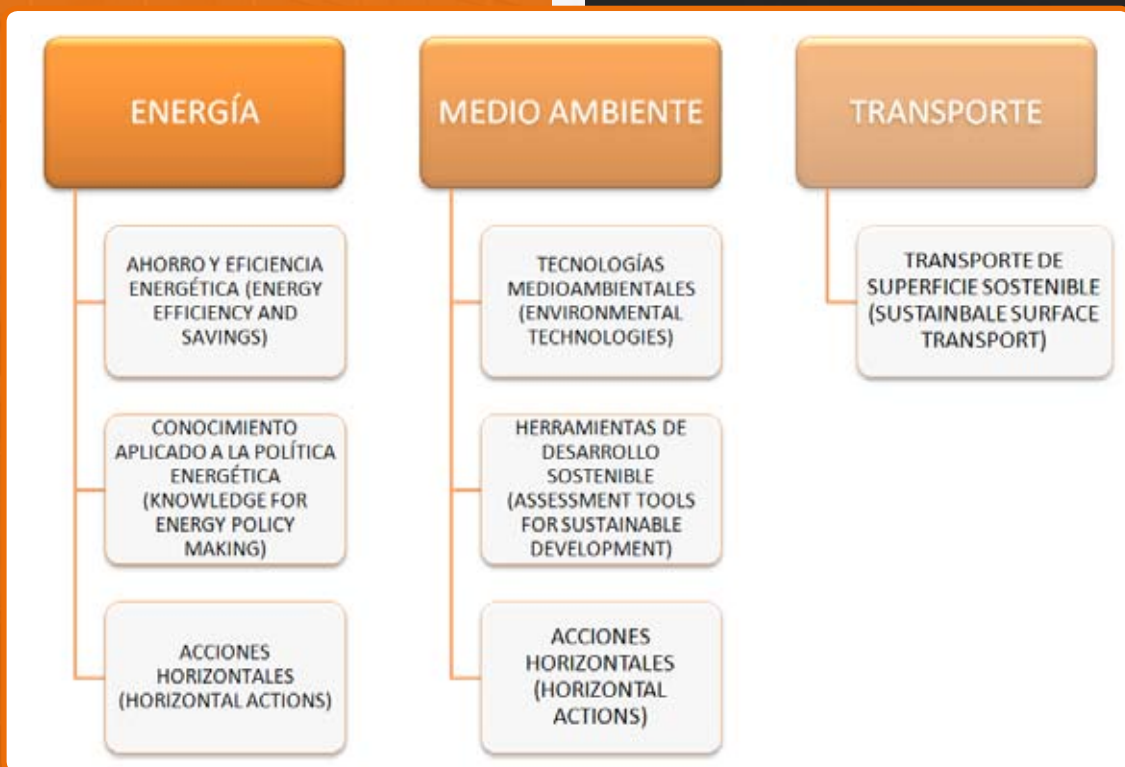 ENERGÍA
AHORRO Y EFICIENCIA
ENERGÉTICA (ENERGY
EFFICIENCY AND
SAVINGS)
CONOCIMIENTO
APLICADO A LA POLÍTICA
ENERGÉTICA
(KNOWLEDGE FOR
ENERGY POLICY
MAKING)
ACCIONES
HORIZONTALES
(HORIZONTAL ACTIONS)
MEDIO AMBIENTE
TECNOLOGÍAS
MEDIOAMBIENTALES
(ENVIRONMENTAL
TECHNOLOGIES)
HERRAMIENTAS DE
DESARROLLO
SOSTENIBLE
(ASSESSMENT TOOLS
FOR SUSTAINABLE
DEVELOPMENT)
ACCIONES
HORIZONTALES
(HORIZONTAL
ACTIONS)
TRANSPORTE
TRANSPORTE DE
SUPERFICIE SOSTENIBLE
(SUSTAINBALE SURFACE
TRANSPORT)